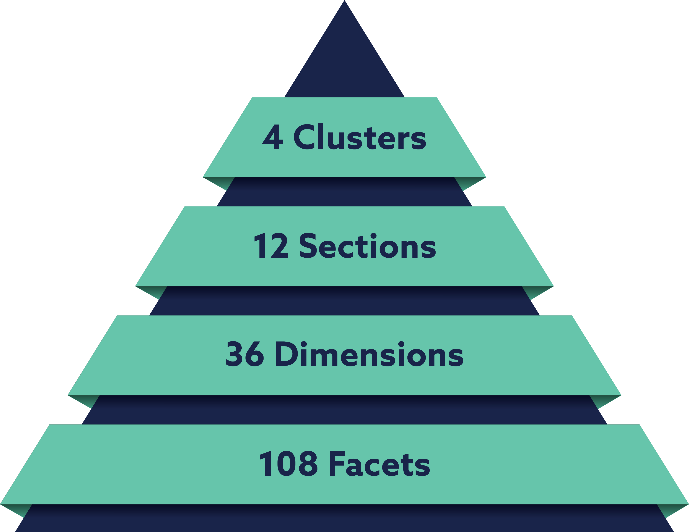 4 Clusters
12 Sections
36 Dimensions
108 Facets